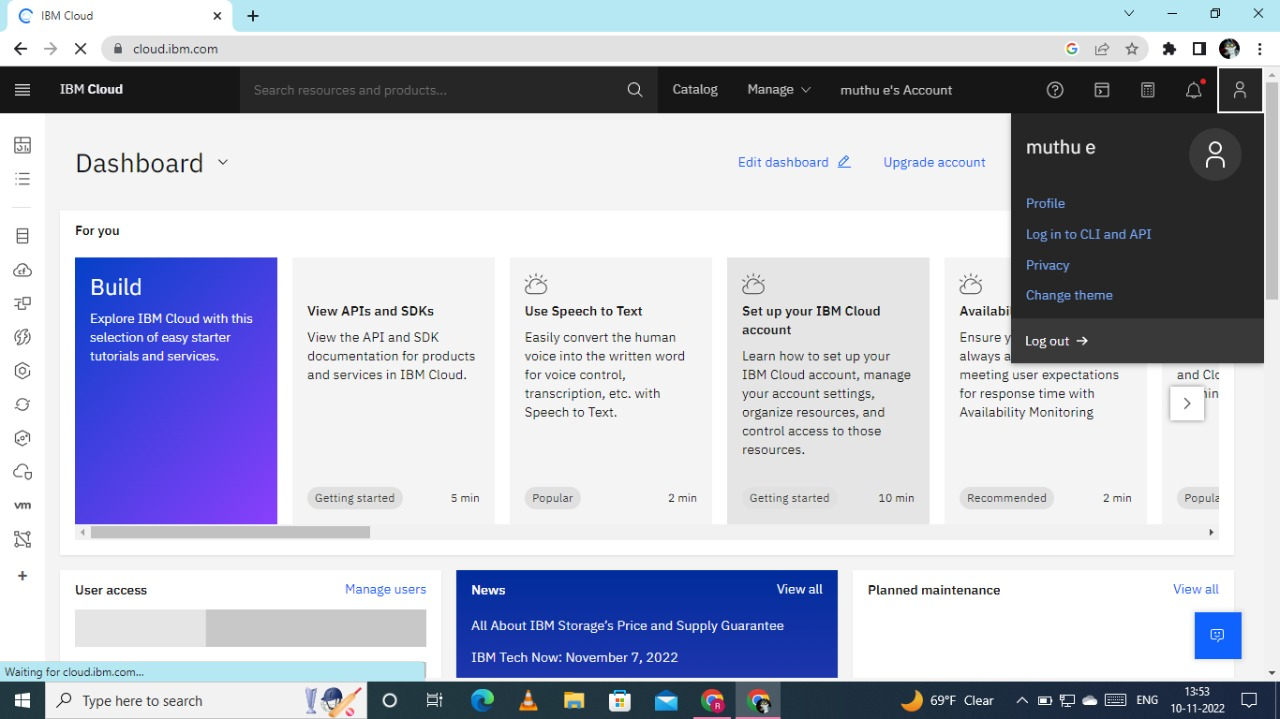 IBM Cloud
cloud.ibm.com
IBM Cloud
Search resources and products...
Catalog
Manage
muthu e's Account
Dashboard
Edit dashboard
Upgrade account
muthu e
Profile
Log in to CLI and API
Privacy
Change theme
Log out
For you
Build
Explore IBM Cloud with this
selection of easy starter
tutorials and services.
View APIs and SDKs
View the API and SDK
documentation for products
and services in IBM Cloud.
Getting started
5 min
Use Speech to Text
Easily convert the human
voice into the written word
for voice control,
transcription, etc. with
Speech to Text.
Popular
2 min
Set up your IBM Cloud
account
Learn how to set up your
IBM Cloud account, manage
your account settings,
organize resources, and
control access to those
resources.
Getting started
10 min
Availabi
Ensure y
always a
meeting user expectations
for response time with
Availability Monitoring
Recommended
2 min
and Clo
Popula
vm
User access
Manage users
News
View all
All About IBM Storage's Price and Supply Guarantee
IBM Tech Now: November 7, 2022
Planned maintenance
View all
Waiting for cloud.ibm.com...
Type here to search
69°F Clear
ENG
13:53
10-11-2022